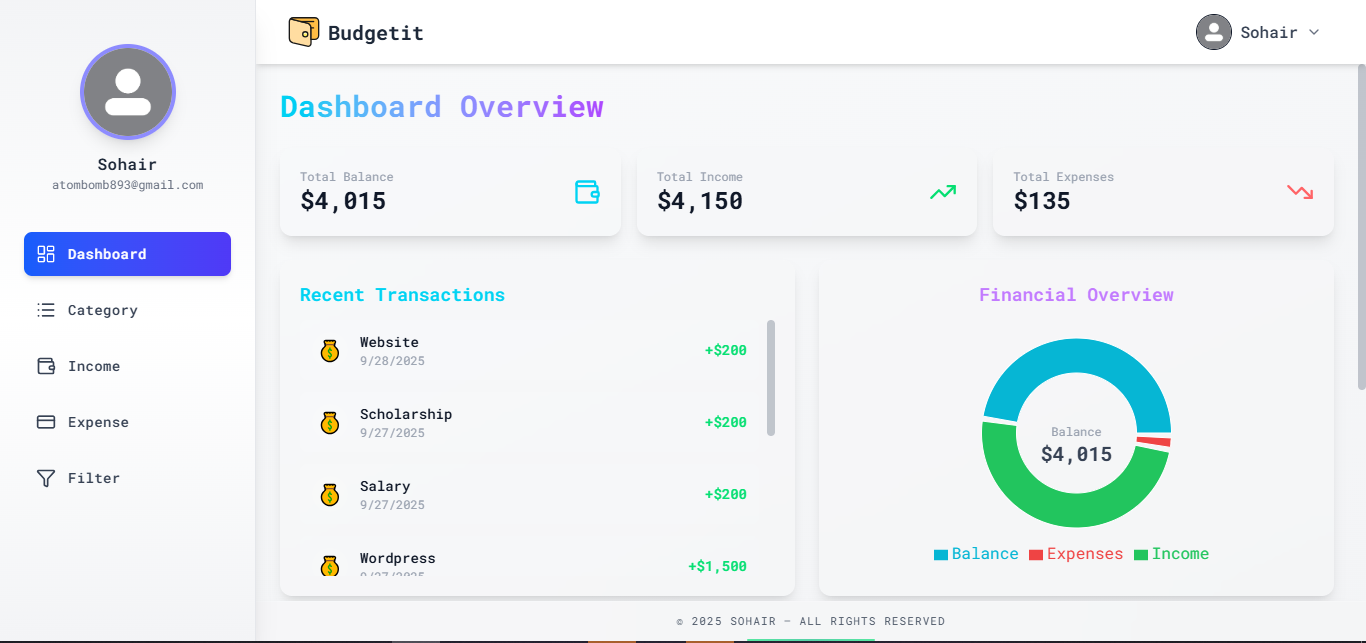 Budgetit
Sohair
Sohair
atombomb893@gmail.com
Dashboard
Category
Income
Expense
Filter
Dashboard Overview
Total Balance
$4,015
Total Income
$4,150
Total Expenses
$135
Recent Transactions
Website
9/28/2025
+$200
Scholarship
9/27/2025
+$200
Salary
9/27/2025
+$200
Wordpress
9/27/2025
+$1,500
Financial Overview
Balance
$4,015
Balance Expenses Income
© 2025 SOHAIR — ALL RIGHTS RESERVED